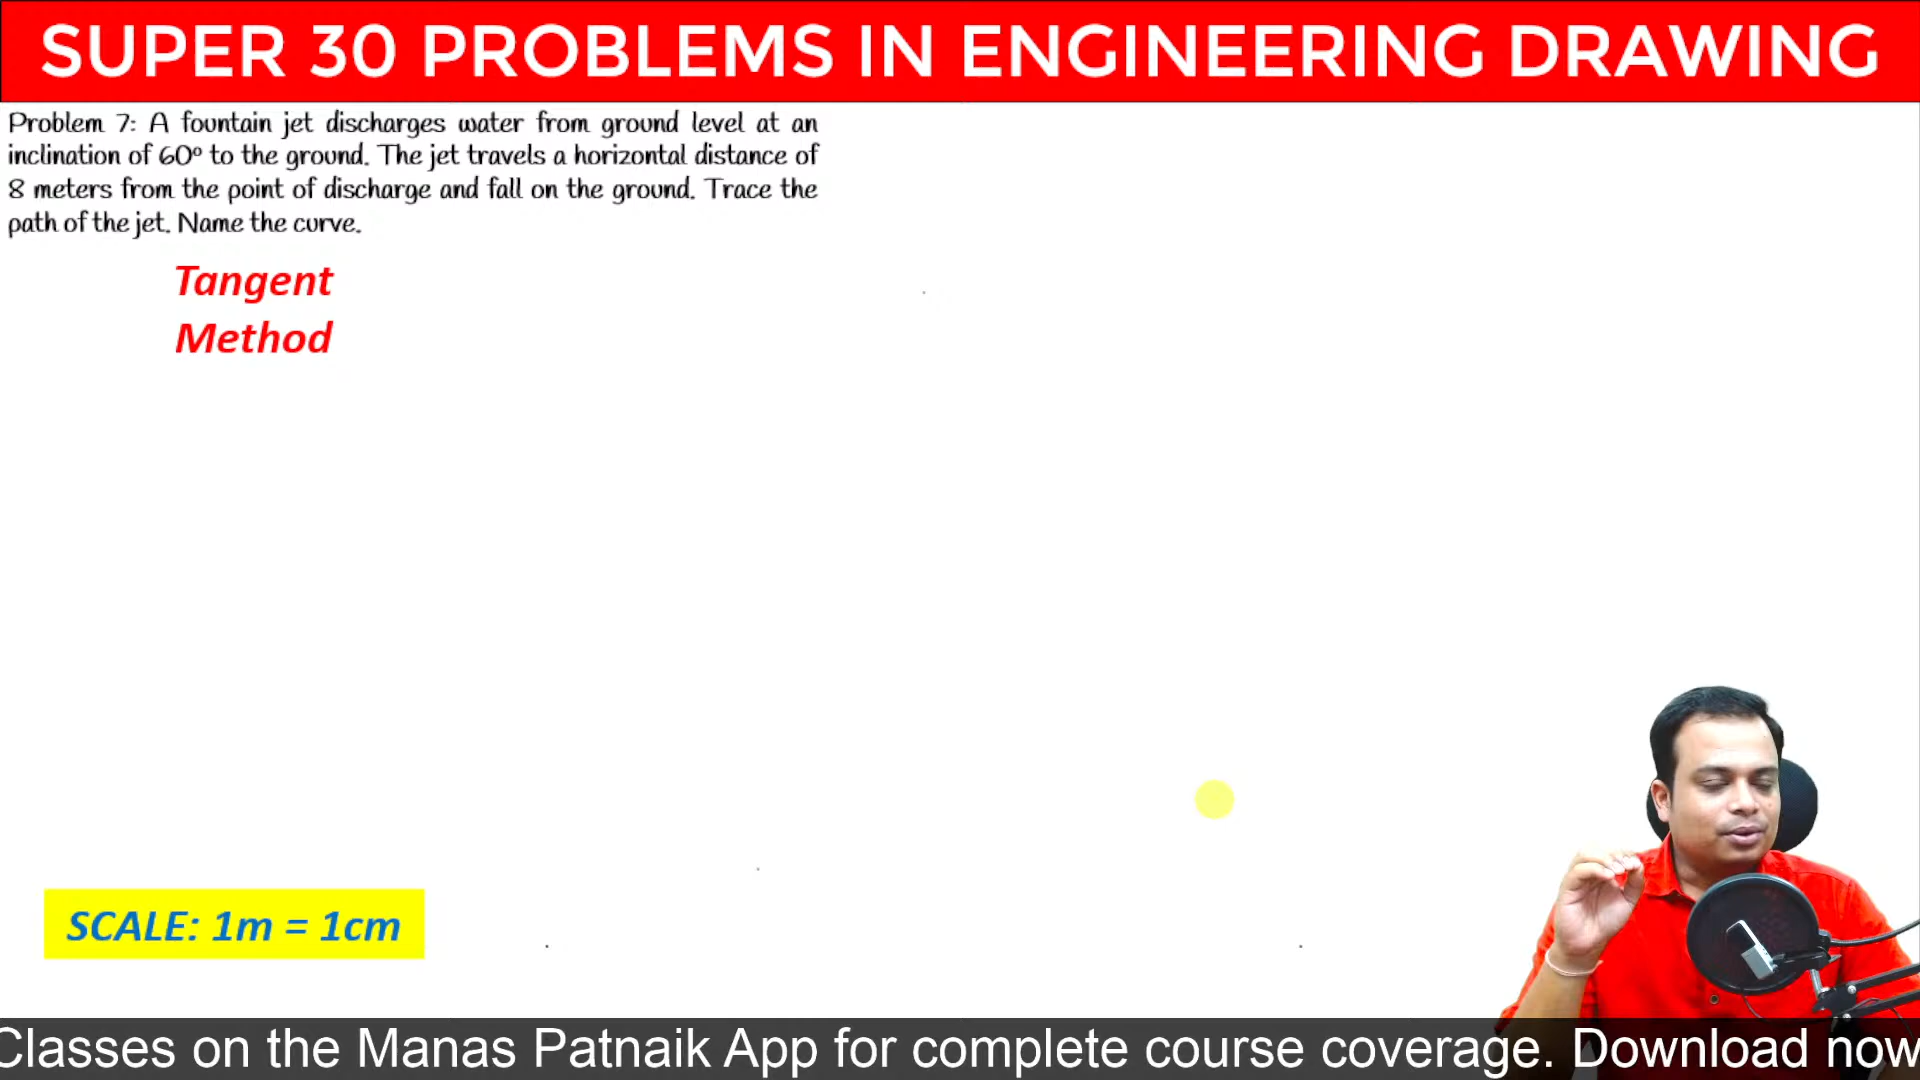 SUPER 30 PROBLEMS IN ENGINEERING DRAWING
Problem 7: A fountain jet discharges water from ground level at an
inclination of 60º to the ground. The jet travels a horizontal distance of
8 meters from the point of discharge and fall on the ground. Trace the
path of the jet. Name the curve.
Tangent
Method
SCALE: 1m = 1cm
Classes on the Manas Patnaik App for complete course coverage. Download now